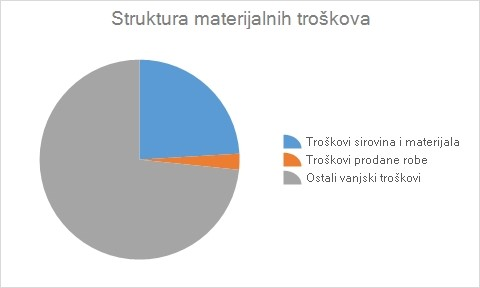 Struktura materijalnih troškova
Troškovi sirovina i materijala
Troškovi prodane robe
Ostali vanjski troškovi